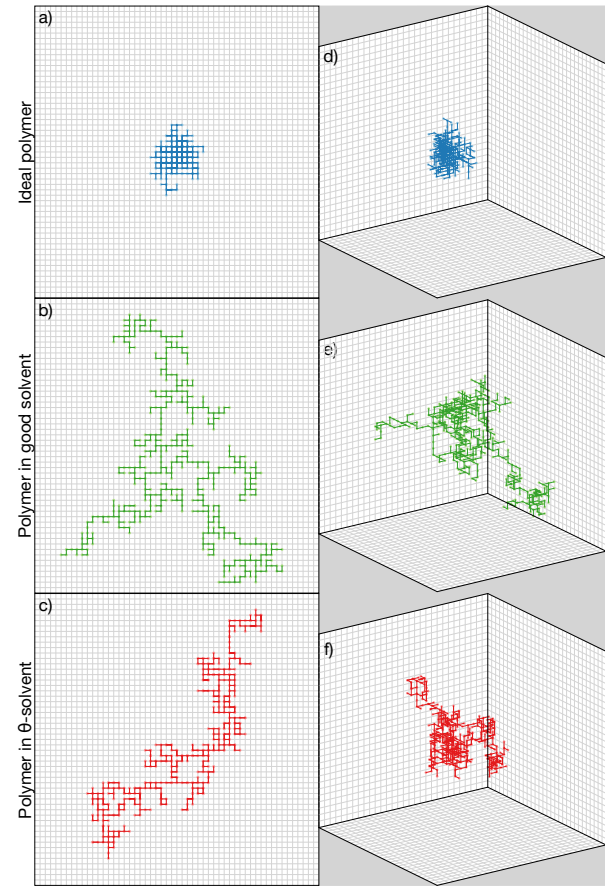 a)
d)
Ideal polymer
b)
e)
Polymer in good solvent
c)
f)
Polymer in θ-solvent